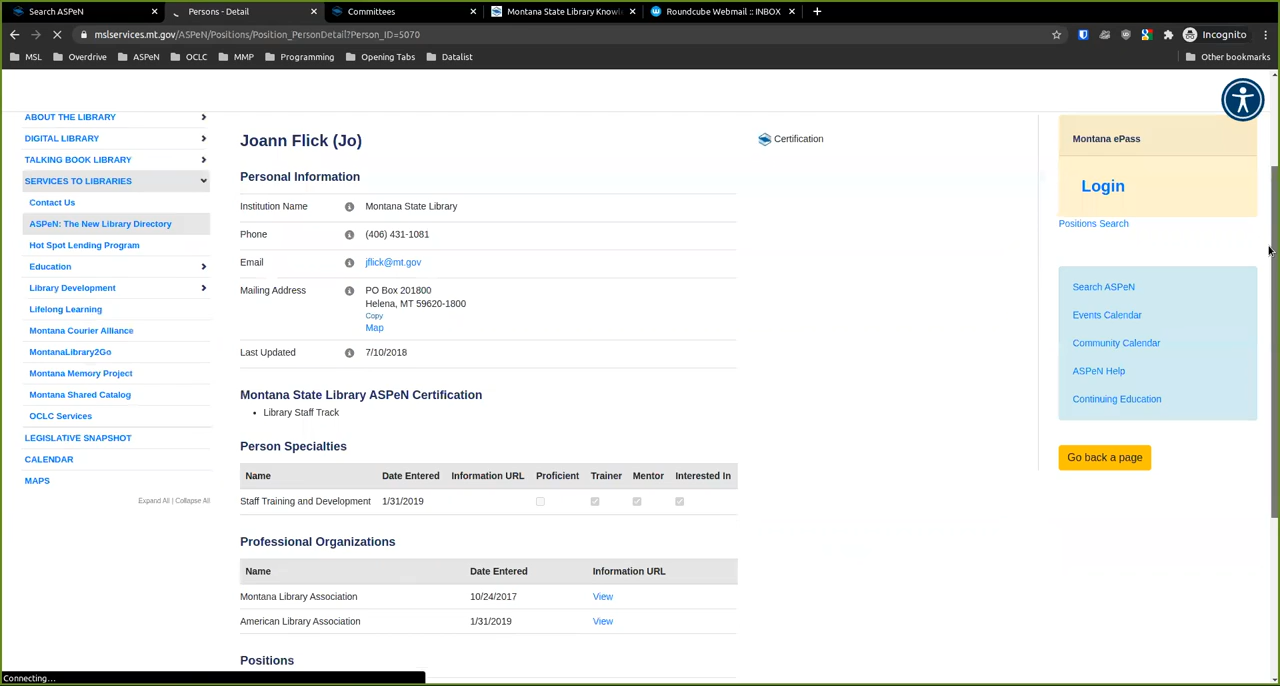 Search ASPeN
Persons - Detail
Committees
Montana State Library Knowl
Roundcube Webmail :: INBOX
mslservices.mt.gov/ASPeN/Positions/Position_PersonDetail?Person_ID=5070
Incognito
MSL
Overdrive
ASPeN
OCLC
MMP
Programming
Opening Tabs
Datalist
Other bookmarks
ABOUT THE LIBRARY
DIGITAL LIBRARY
TALKING BOOK LIBRARY
SERVICES TO LIBRARIES
Contact Us
ASPeN: The New Library Directory
Hot Spot Lending Program
Education
Library Development
Lifelong Learning
Montana Courier Alliance
MontanaLibrary2Go
Montana Memory Project
Montana Shared Catalog
OCLC Services
LEGISLATIVE SNAPSHOT
CALENDAR
MAPS
Expand All | Collapse All
Joann Flick (Jo)
Certification
Personal Information
Institution Name Montana State Library
Phone (406) 431-1081
Email jflick@mt.gov
Mailing Address PO Box 201800
Helena, MT 59620-1800
Copy
Map
Last Updated 7/10/2018
Montana State Library ASPeN Certification
• Library Staff Track
Person Specialties
Name Date Entered Information URL Proficient Trainer Mentor Interested In
Staff Training and Development 1/31/2019
Professional Organizations
Name Date Entered Information URL
Montana Library Association 10/24/2017 View
American Library Association 1/31/2019 View
Positions
Montana ePass
Login
Positions Search
Search ASPeN
Events Calendar
Community Calendar
ASPeN Help
Continuing Education
Go back a page
Connecting…